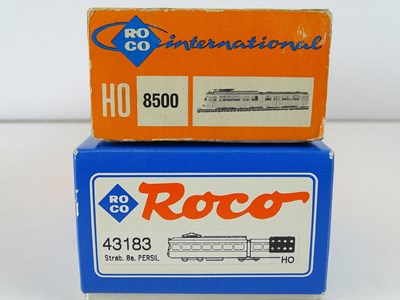 RO
CO
international
HO 8500
RO
CO
Roco
43183
Strab. 8a. PERSIL
HO